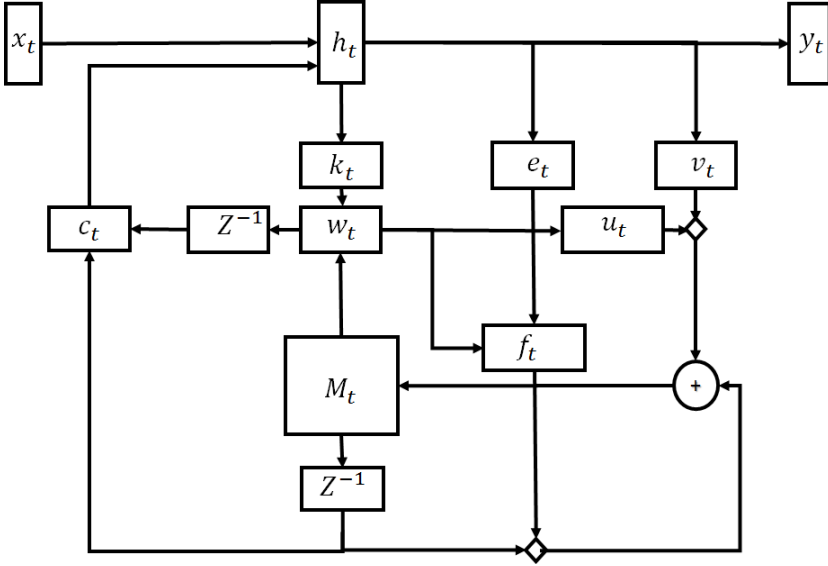 x_t
h_t
y_t
k_t
e_t
v_t
c_t
Z^{-1}
w_t
u_t
f_t
M_t
+
Z^{-1}